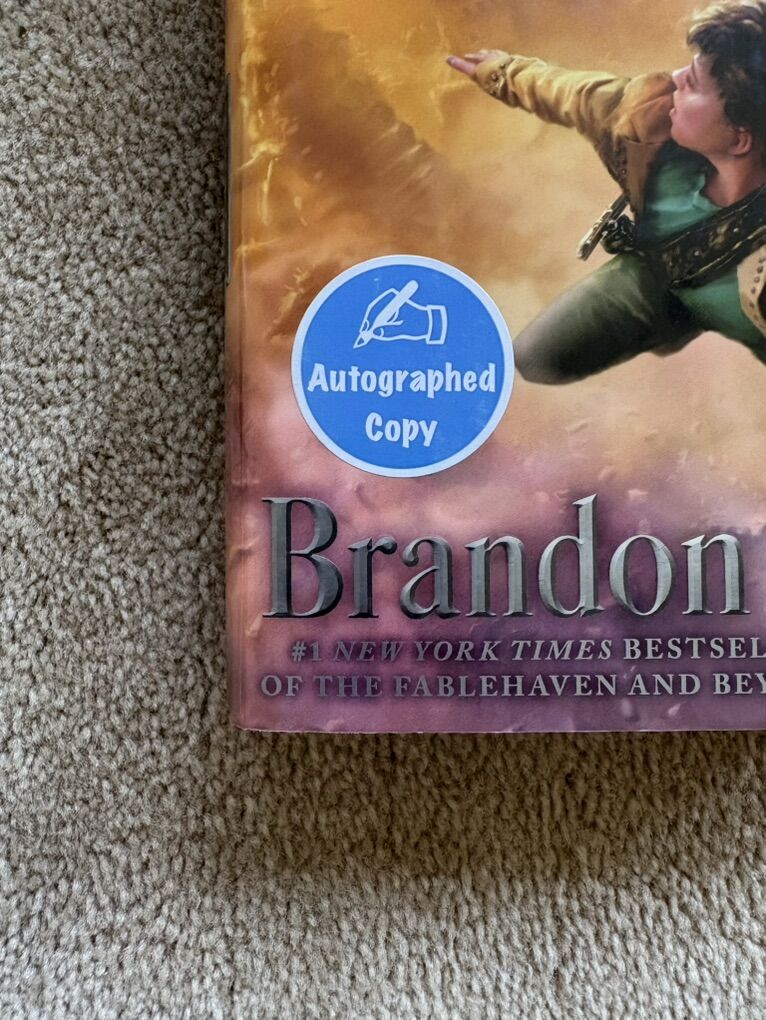 Autographed
Copy
Brandon
#1 NEW YORK TIMES BESTSEL
OF THE FABLEHAVEN AND BEY